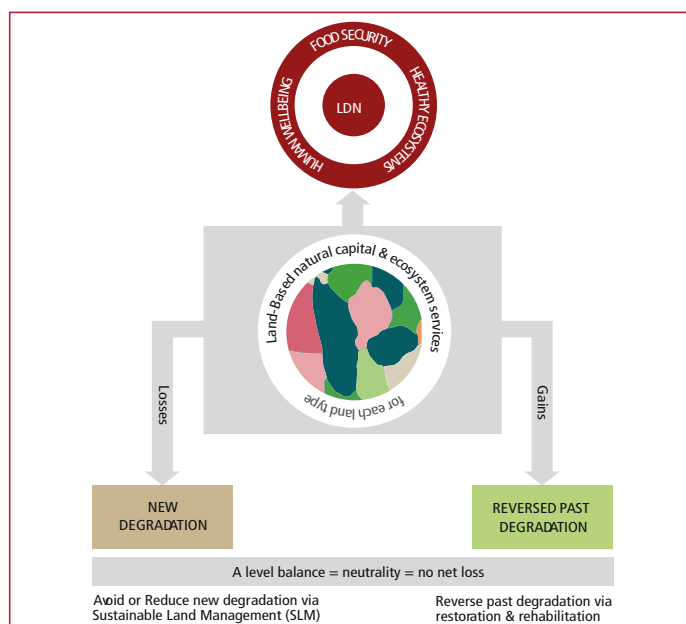 FOOD SECURITY
HUMAN WELLBEING
HEALTHY ECOSYSTEMS
LDN
Land-Based natural capital & ecosystem services
for each land type
Losses
Gains
NEW
DEGRADATION
REVERSED PAST
DEGRADATION
A level balance = neutrality = no net loss
Avoid or Reduce new degradation via
Sustainable Land Management (SLM)
Reverse past degradation via
restoration & rehabilitation